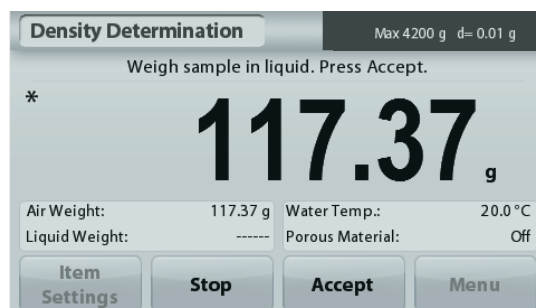 Density Determination
Max 4200 g d= 0.01 g
Weigh sample in liquid. Press Accept.
*
117.37 g
Air Weight: 117.37 g Water Temp.: 20.0 °C
Liquid Weight: ------ Porous Material: Off
Item Settings
Stop
Accept
Menu